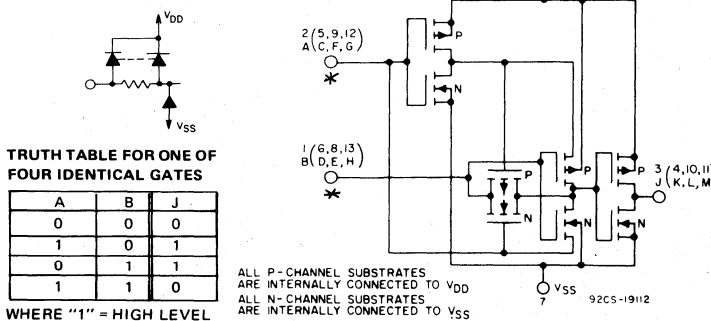 VDD
VSS
TRUTH TABLE FOR ONE OF
FOUR IDENTICAL GATES
A B J
0 0 0
1 0 1
0 1 1
1 1 0
WHERE "1" = HIGH LEVEL
2 (5,9,12)
A (C,F,G)
*
1 (6,8,13)
B (D,E,H)
*
P
N
P
N
P
N
P
N
3 (4,10,11
J (K,L,M
ALL P-CHANNEL SUBSTRATES
ARE INTERNALLY CONNECTED TO VDD
ALL N-CHANNEL SUBSTRATES
ARE INTERNALLY CONNECTED TO VSS
VSS
7
92CS-19112